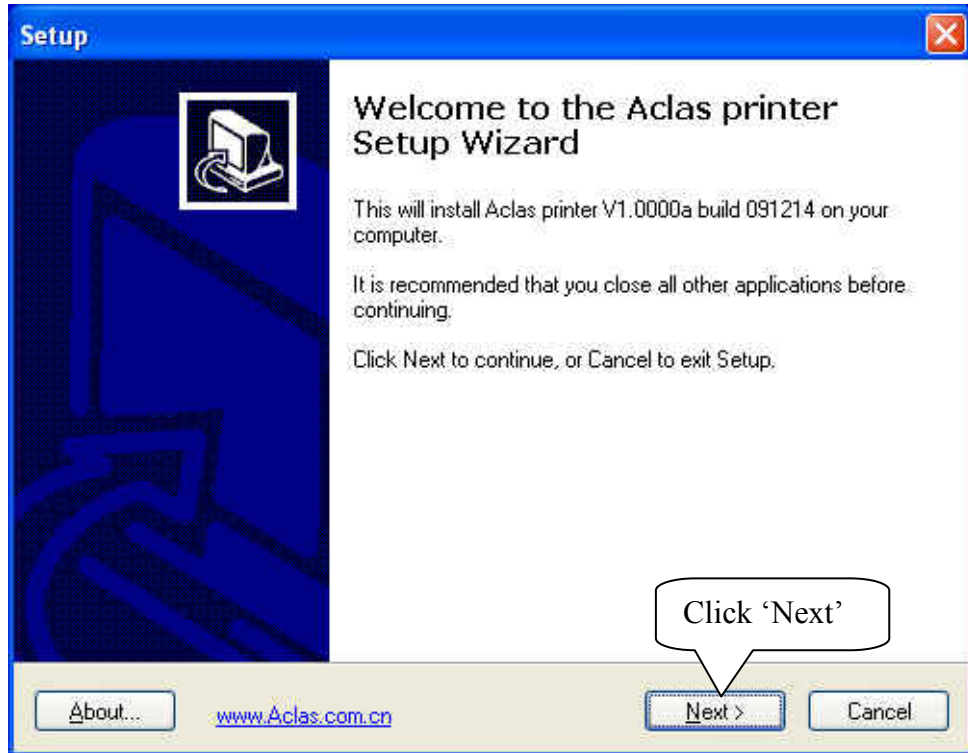 Setup
Welcome to the Aclas printer
Setup Wizard
This will install Aclas printer V1.0000a build 091214 on your
computer.
It is recommended that you close all other applications before
continuing.
Click Next to continue, or Cancel to exit Setup.
Click ‘Next’
About...
www.Aclas.com.cn
Next >
Cancel